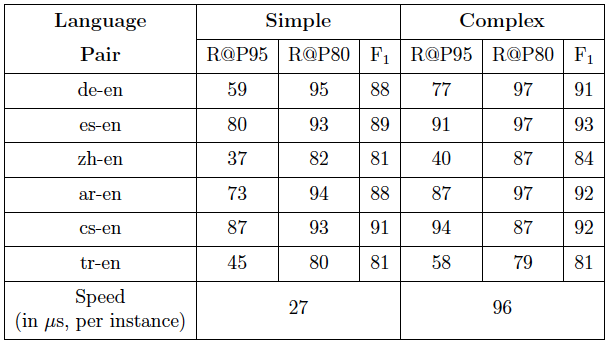 Language Pair Simple Complex
R@P95 R@P80 F1 R@P95 R@P80 F1
de-en 59 95 88 77 97 91
es-en 80 93 89 91 97 93
zh-en 37 82 81 40 87 84
ar-en 73 94 88 87 97 92
cs-en 87 93 91 94 87 92
tr-en 45 80 81 58 79 81
Speed
(in μs, per instance) 27 96